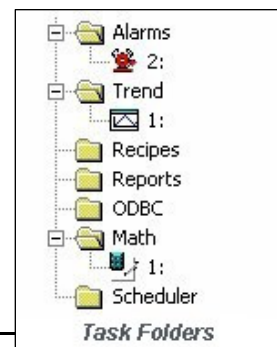 Alarms
2:
Trend
1:
Recipes
Reports
ODBC
Math
1:
Scheduler
Task Folders